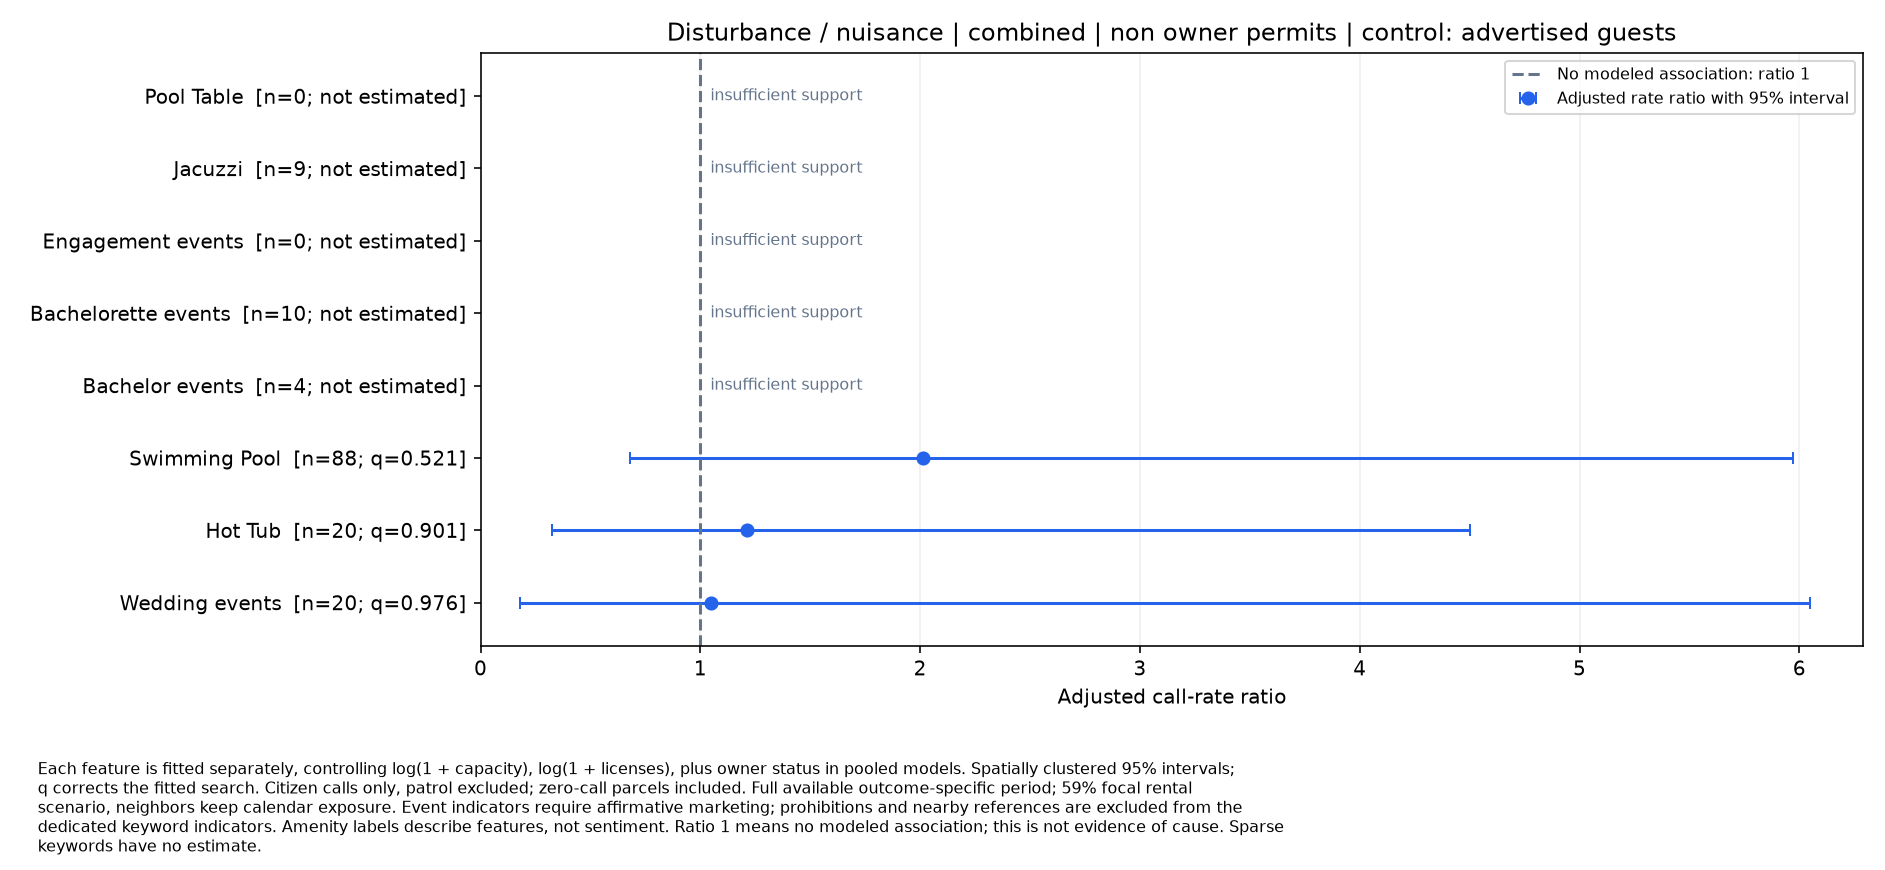 Disturbance / nuisance | combined | non owner permits | control: advertised guests
No modeled association: ratio 1
Adjusted rate ratio with 95% interval
Pool Table [n=0; not estimated]
insufficient support
Jacuzzi [n=9; not estimated]
insufficient support
Engagement events [n=0; not estimated]
insufficient support
Bachelorette events [n=10; not estimated]
insufficient support
Bachelor events [n=4; not estimated]
insufficient support
Swimming Pool [n=88; q=0.521]
Hot Tub [n=20; q=0.901]
Wedding events [n=20; q=0.976]
0 1 2 3 4 5 6
Adjusted call-rate ratio
Each feature is fitted separately, controlling log(1 + capacity), log(1 + licenses), plus owner status in pooled models. Spatially clustered 95% intervals;
q corrects the fitted search. Citizen calls only, patrol excluded; zero-call parcels included. Full available outcome-specific period; 59% focal rental
scenario, neighbors keep calendar exposure. Event indicators require affirmative marketing; prohibitions and nearby references are excluded from the
dedicated keyword indicators. Amenity labels describe features, not sentiment. Ratio 1 means no modeled association; this is not evidence of cause. Sparse
keywords have no estimate.